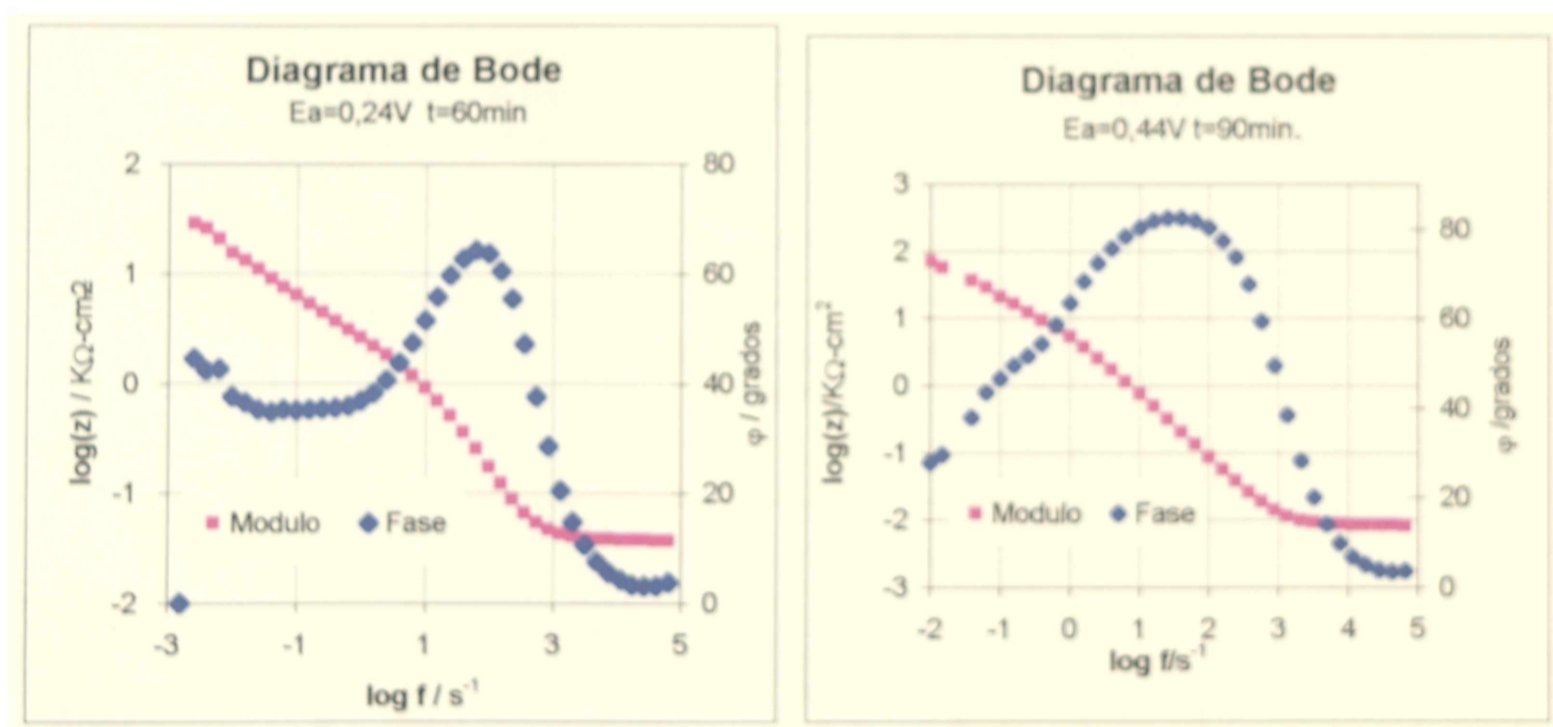 Diagrama de Bode
Ea=0,24V t=60min
2
1
0
-1
-2
80
60
40
20
0
-3
-1
1
3
5
log(z) / KΩ-cm2
φ / grados
Modulo
Fase
log f / s⁻¹
Diagrama de Bode
Ea=0,44V t=90min.
3
2
1
0
-1
-2
-3
80
60
40
20
0
-2
-1
0
1
2
3
4
5
log(z)/KΩ-cm²
φ /grados
Modulo
Fase
log f/s⁻¹